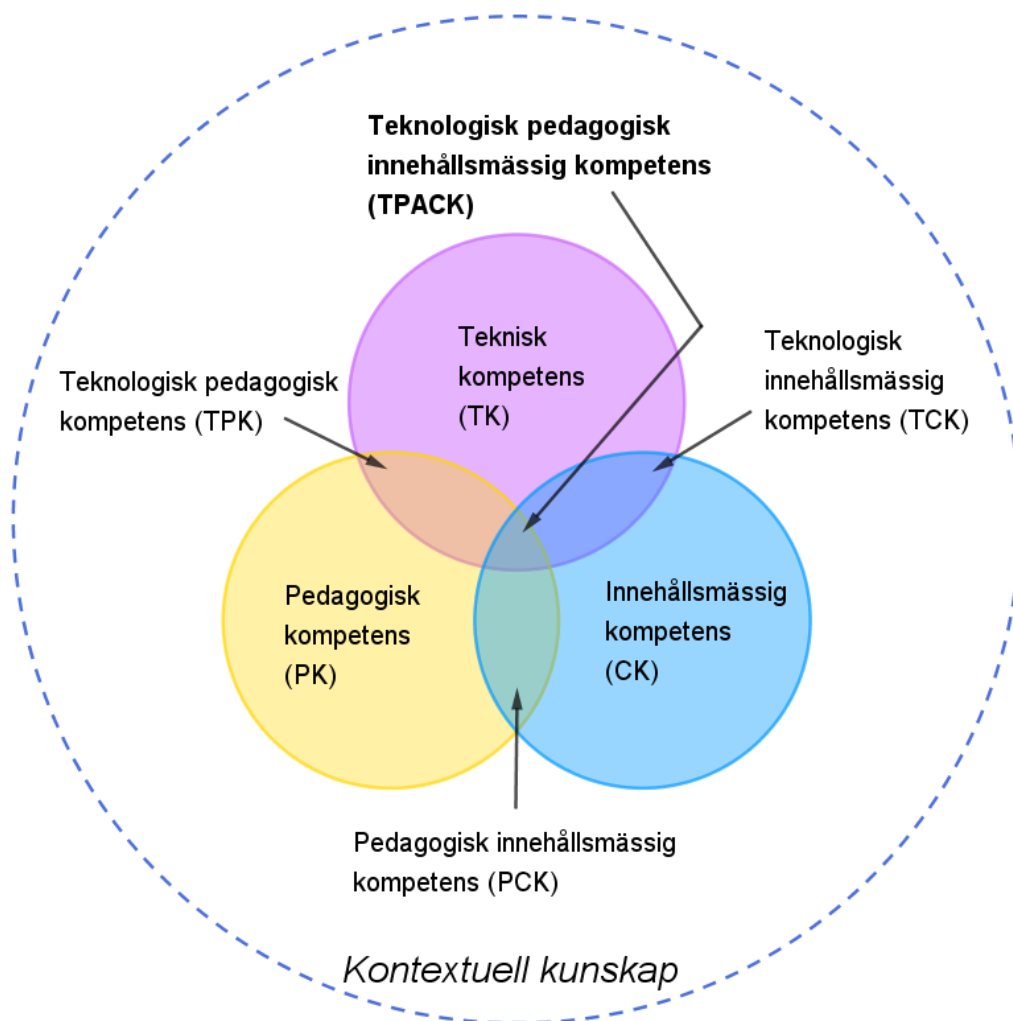 Teknologisk pedagogisk
innehållsmässig kompetens
(TPACK)
Teknisk
kompetens
(TK)
Teknologisk
innehållsmässig
kompetens (TCK)
Teknologisk pedagogisk
kompetens (TPK)
Pedagogisk
kompetens
(PK)
Innehållsmässig
kompetens
(CK)
Pedagogisk innehållsmässig
kompetens (PCK)
Kontextuell kunskap